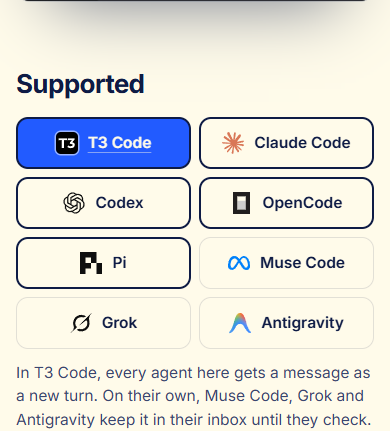 Supported
T3 T3 Code
Claude Code
Codex
OpenCode
Pi
Muse Code
Grok
Antigravity
In T3 Code, every agent here gets a message as
a new turn. On their own, Muse Code, Grok and
Antigravity keep it in their inbox until they check.